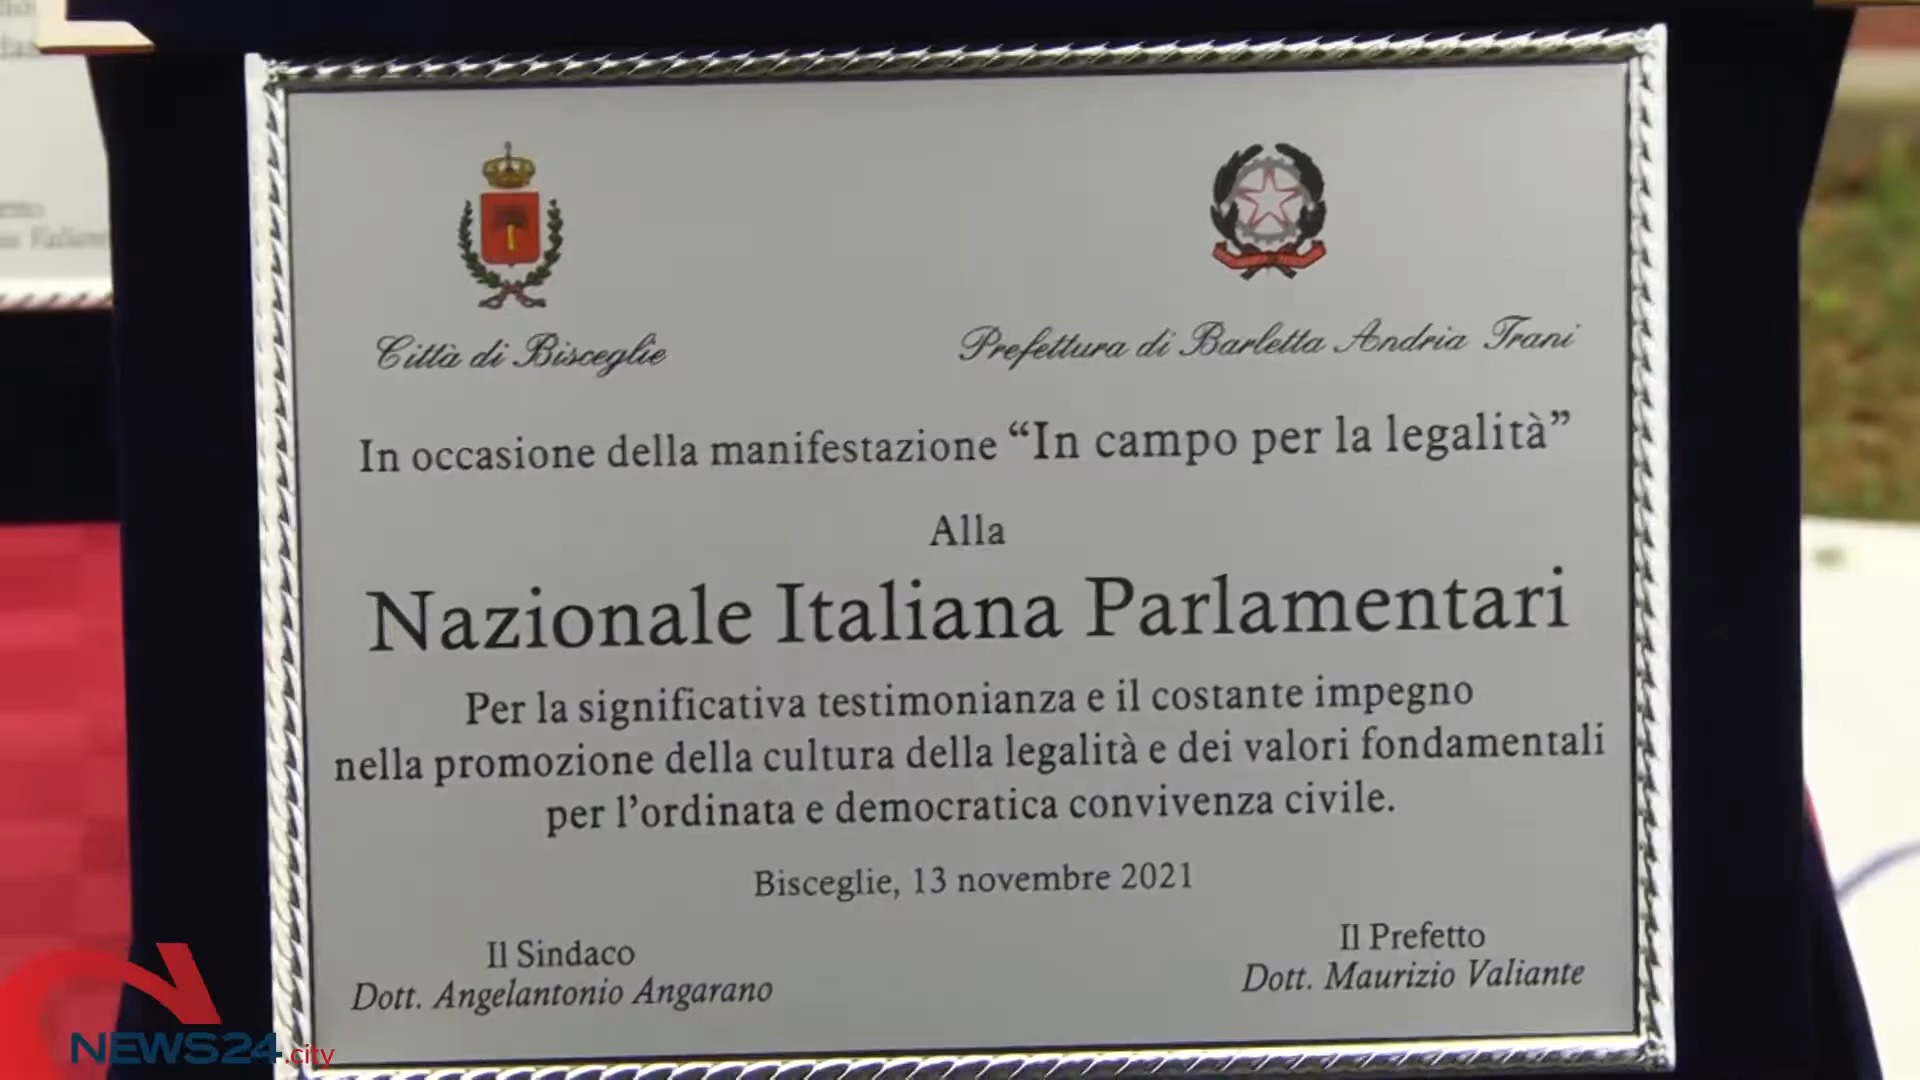 Città di Bisceglie
Prefettura di Barletta Andria Trani
In occasione della manifestazione “In campo per la legalità”
Alla
Nazionale Italiana Parlamentari
Per la significativa testimonianza e il costante impegno
nella promozione della cultura della legalità e dei valori fondamentali
per l’ordinata e democratica convivenza civile.
Bisceglie, 13 novembre 2021
Il Sindaco
Dott. Angelantonio Angarano
Il Prefetto
Dott. Maurizio Valiante
Valiante
NEWS24.city